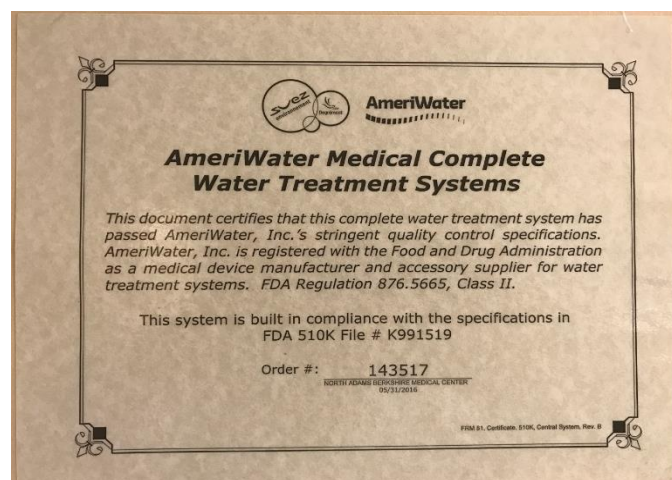 suez
environnement
Treatment
AmeriWater
AmeriWater Medical Complete
Water Treatment Systems
This document certifies that this complete water treatment system has
passed AmeriWater, Inc.'s stringent quality control specifications.
AmeriWater, Inc. is registered with the Food and Drug Administration
as a medical device manufacturer and accessory supplier for water
treatment systems. FDA Regulation 876.5665, Class II.
This system is built in compliance with the specifications in
FDA 510K File # K991519
Order #: 143517
NORTH ADAMS BERKSHIRE MEDICAL CENTER
05/31/2016
FRM 81, Certificate, 510K, Central System, Rev. B